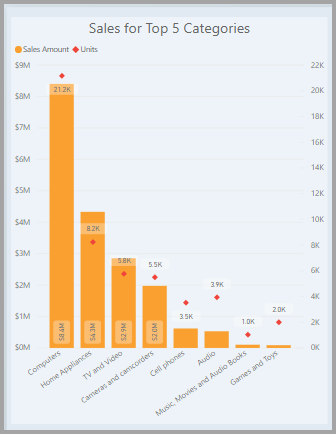 Sales for Top 5 Categories
Sales Amount Units
$9M
$8M
$7M
$6M
$5M
$4M
$3M
$2M
$1M
$0M
22K
20K
18K
16K
14K
12K
10K
8K
6K
4K
2K
0K
21.2K
8.2K
5.8K
5.5K
3.5K
3.9K
1.0K
2.0K
$8.4M
$4.3M
$2.9M
$2.0M
Computers
Home Appliances
TV and Video
Cameras and camcorders
Cell phones
Audio
Music, Movies and Audio Books
Games and Toys